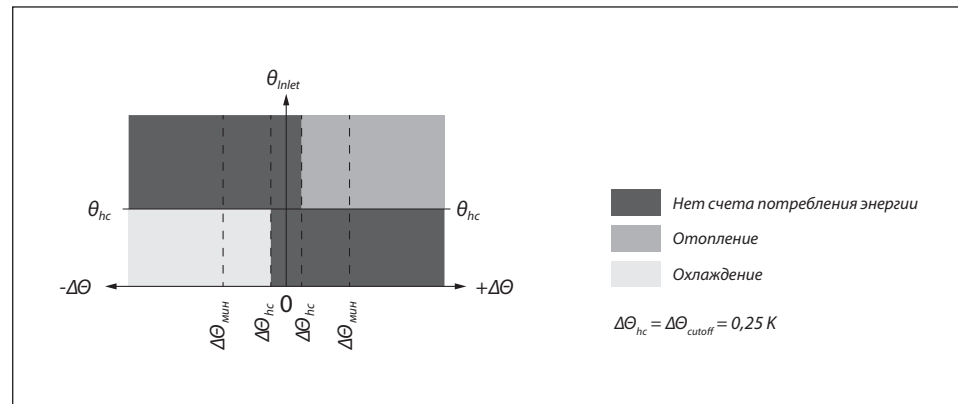 θInlet
θhc
θhc
Нет счета потребления энергии
Отопление
Охлаждение
-ΔΘ
0
+ΔΘ
ΔΘмин
ΔΘhc
ΔΘhc
ΔΘмин
ΔΘhc = ΔΘcutoff = 0,25 K